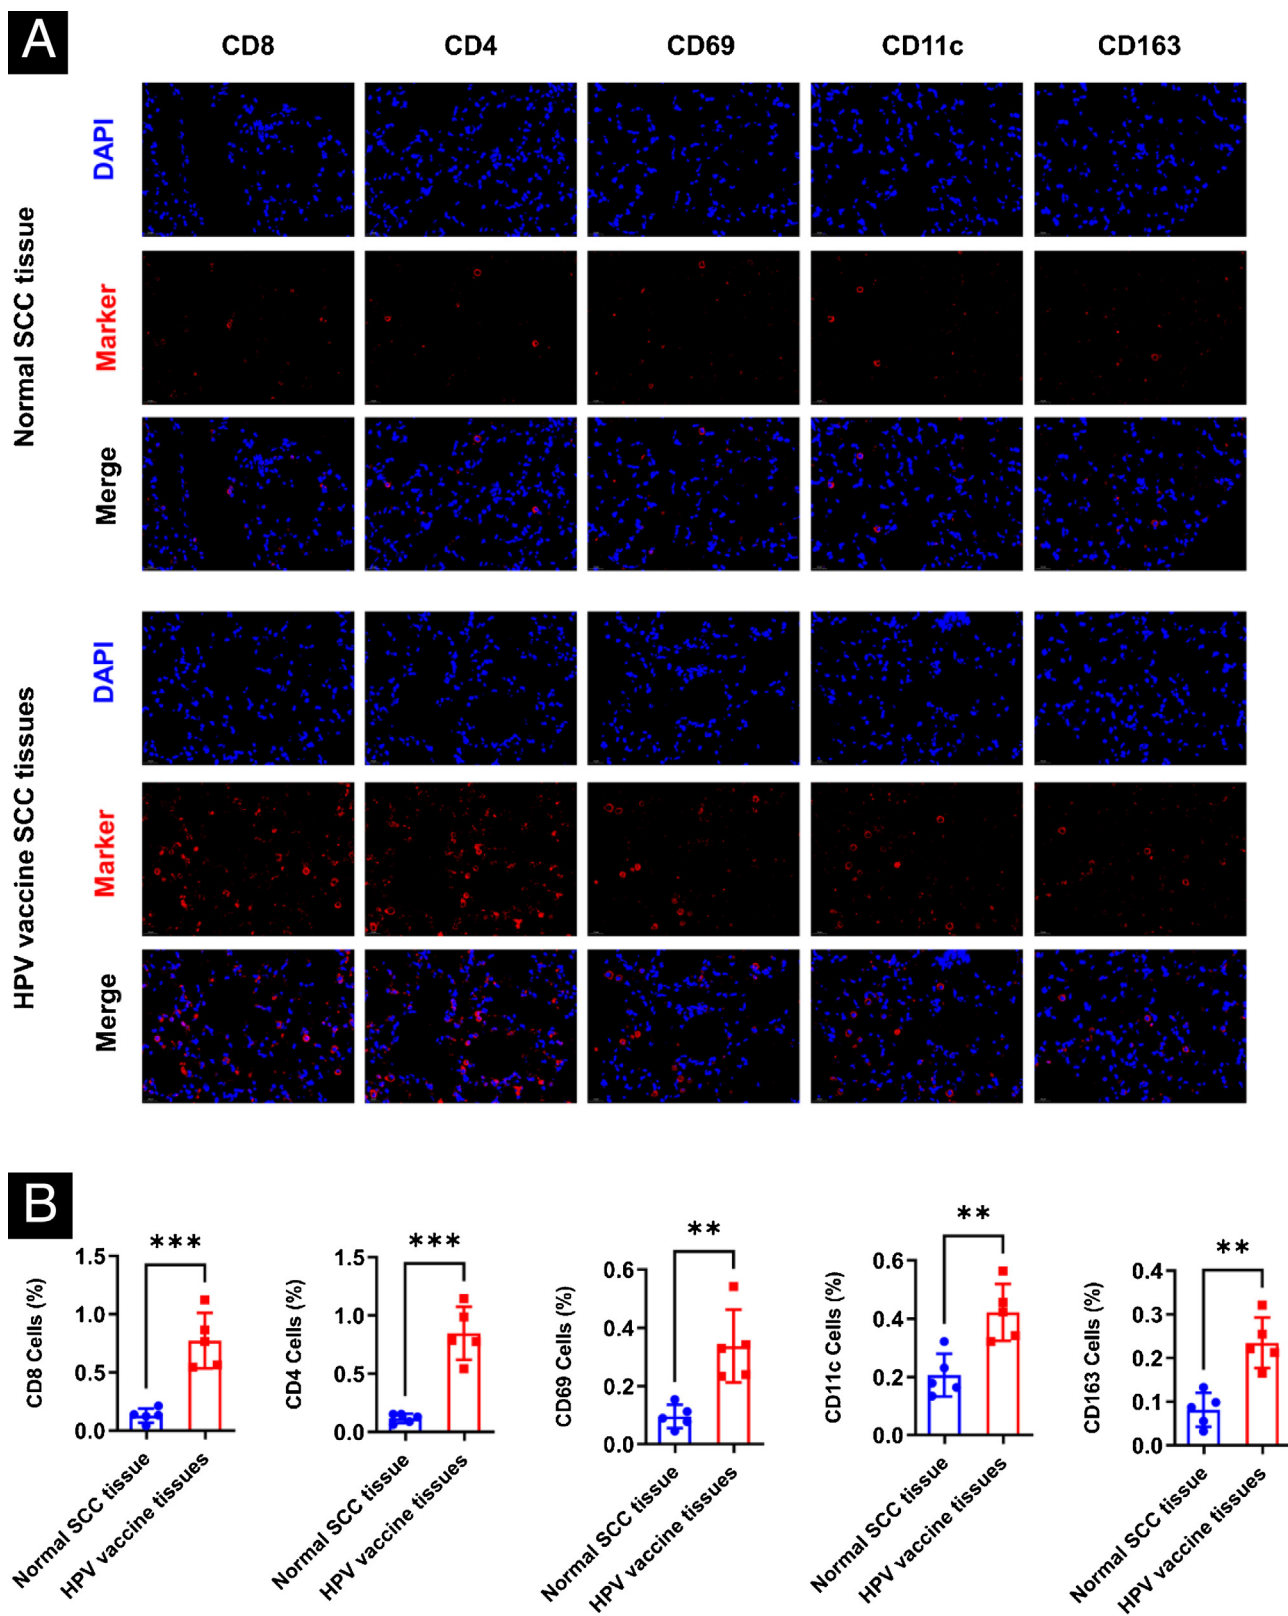 A
CD8 CD4 CD69 CD11c CD163
Normal SCC tissue
DAPI
Marker
Merge
HPV vaccine SCC tissues
DAPI
Marker
Merge
B
CD8 Cells (%)
1.5
1.0
0.5
0.0
***
Normal SCC tissue
HPV vaccine tissues
CD4 Cells (%)
1.5
1.0
0.5
0.0
***
Normal SCC tissue
HPV vaccine tissues
CD69 Cells (%)
0.6
0.4
0.2
0.0
**
Normal SCC tissue
HPV vaccine tissues
CD11c Cells (%)
0.6
0.4
0.2
0.0
**
Normal SCC tissue
HPV vaccine tissues
CD163 Cells (%)
0.4
0.3
0.2
0.1
0.0
**
Normal SCC tissue
HPV vaccine tissues